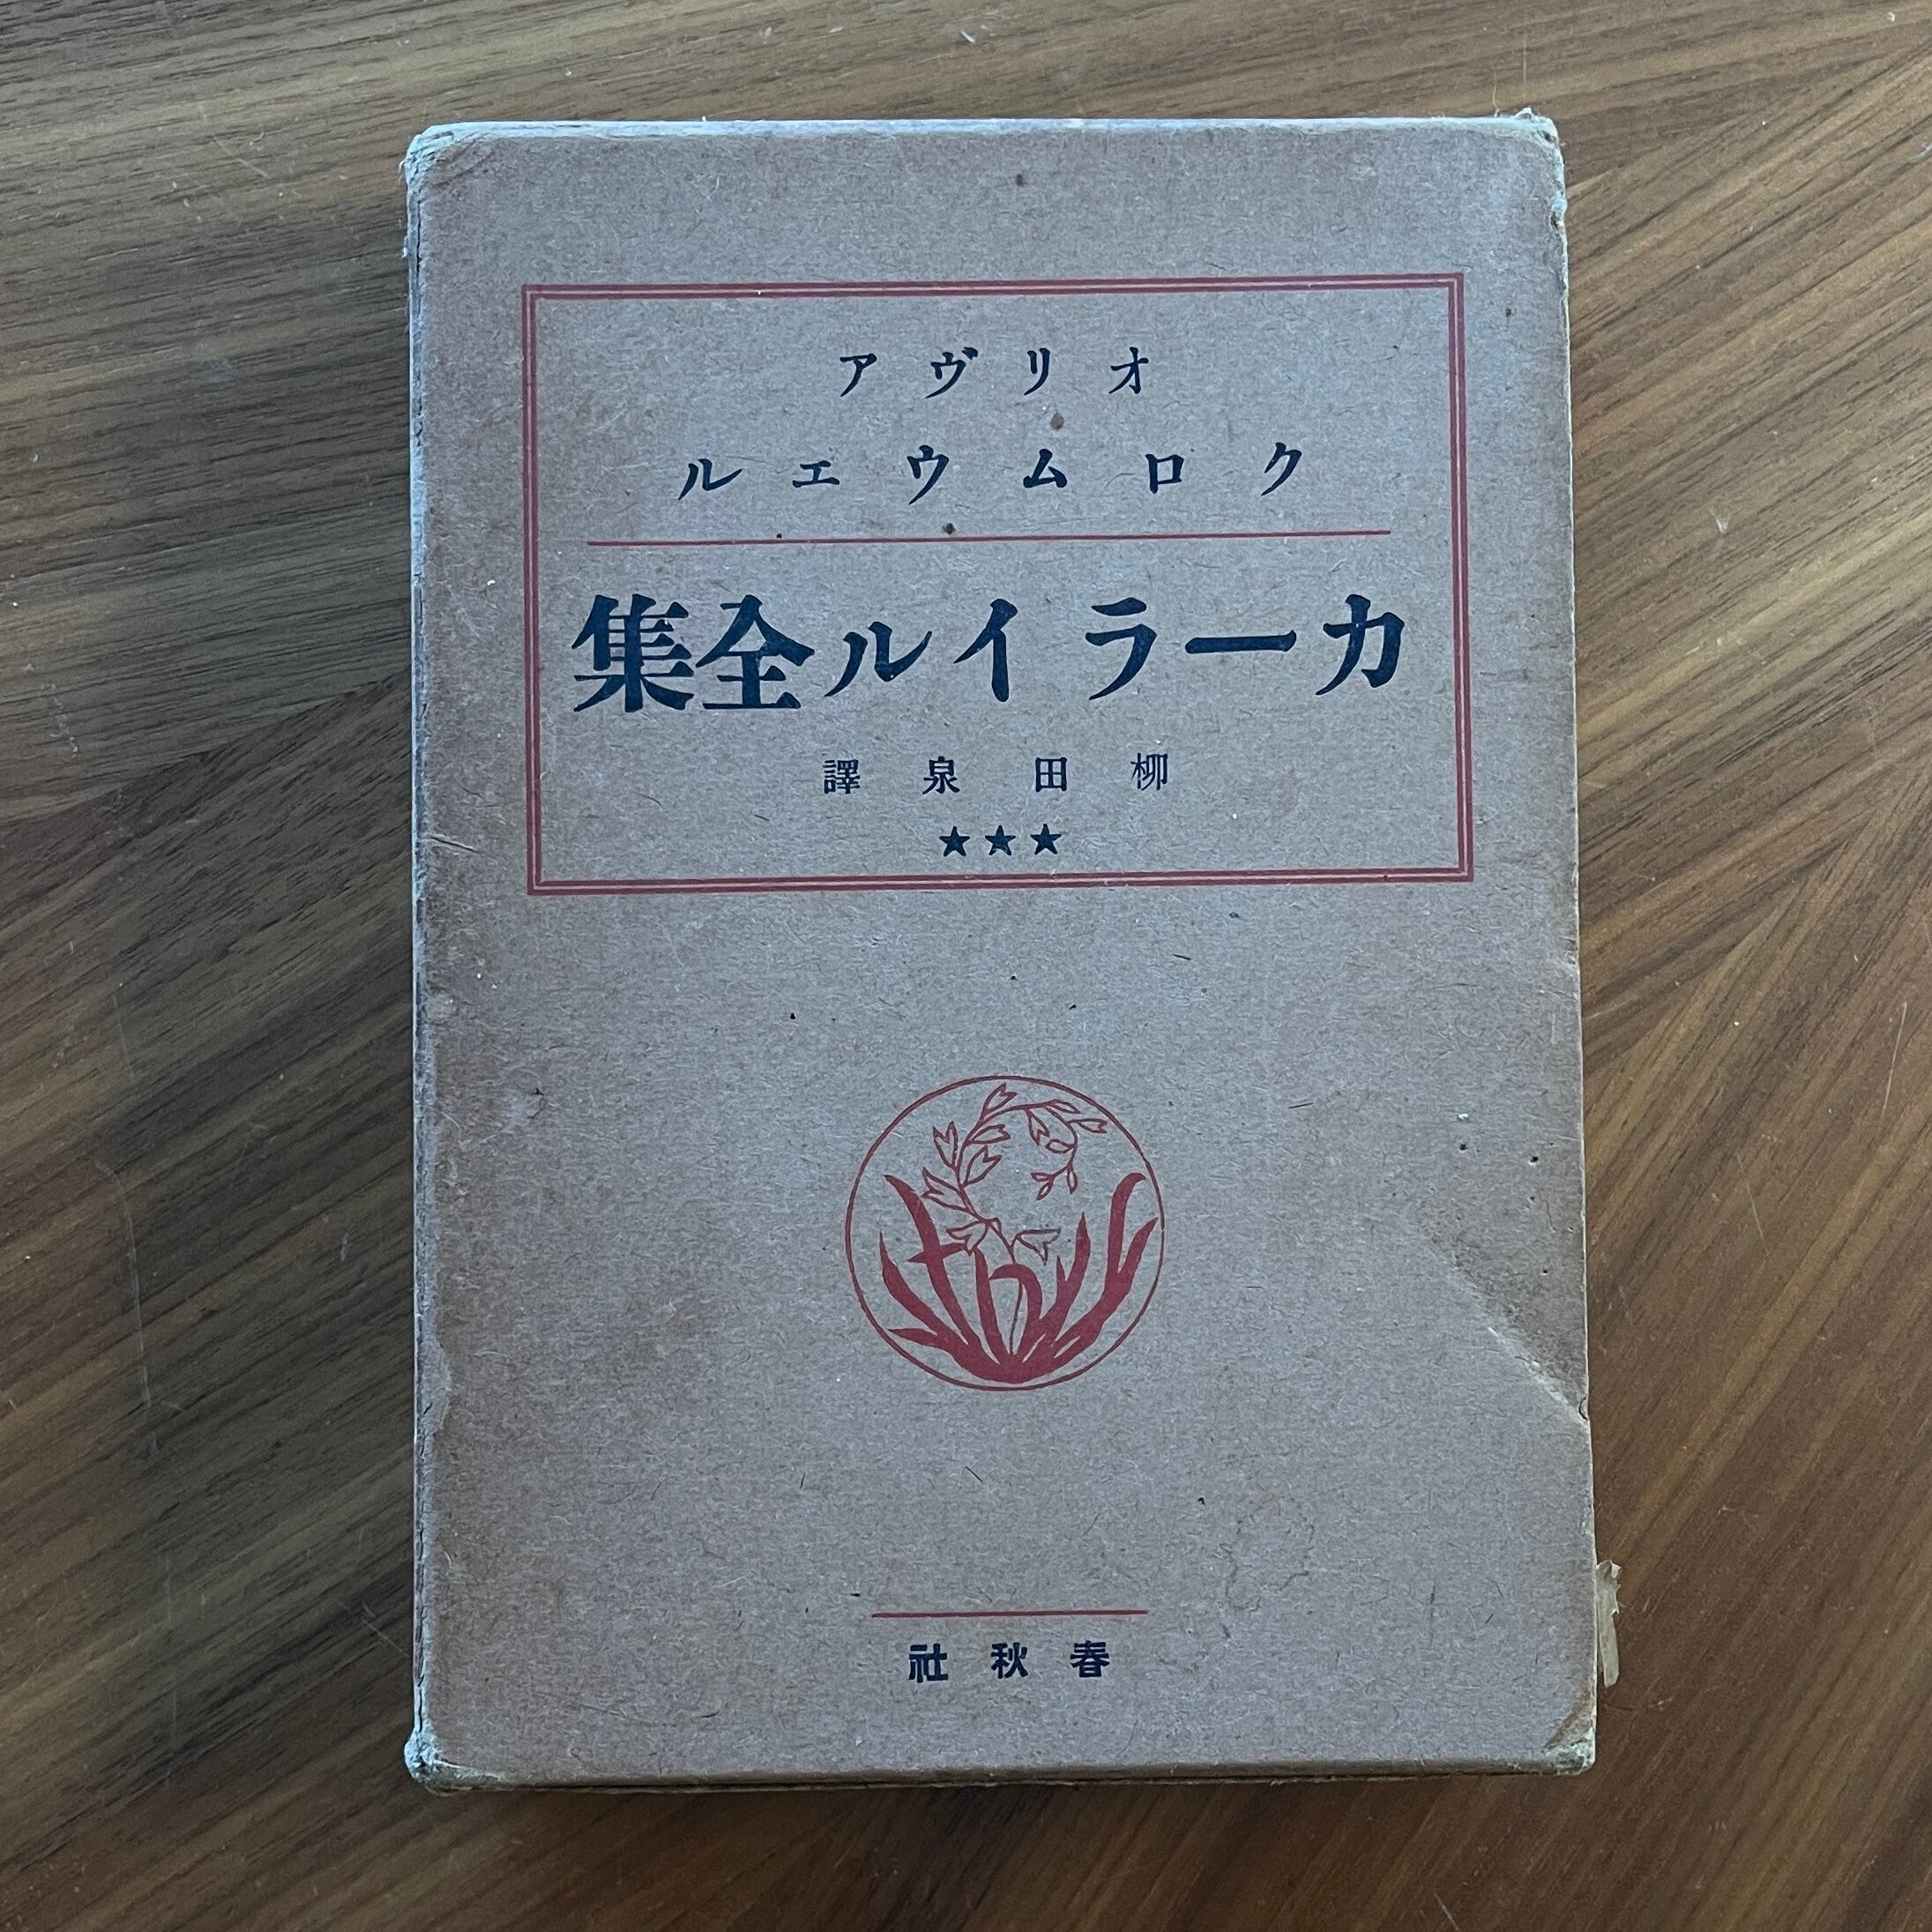 オリヴア
クロムウエル
カーライル全集
柳田泉譯
★★★
春秋社